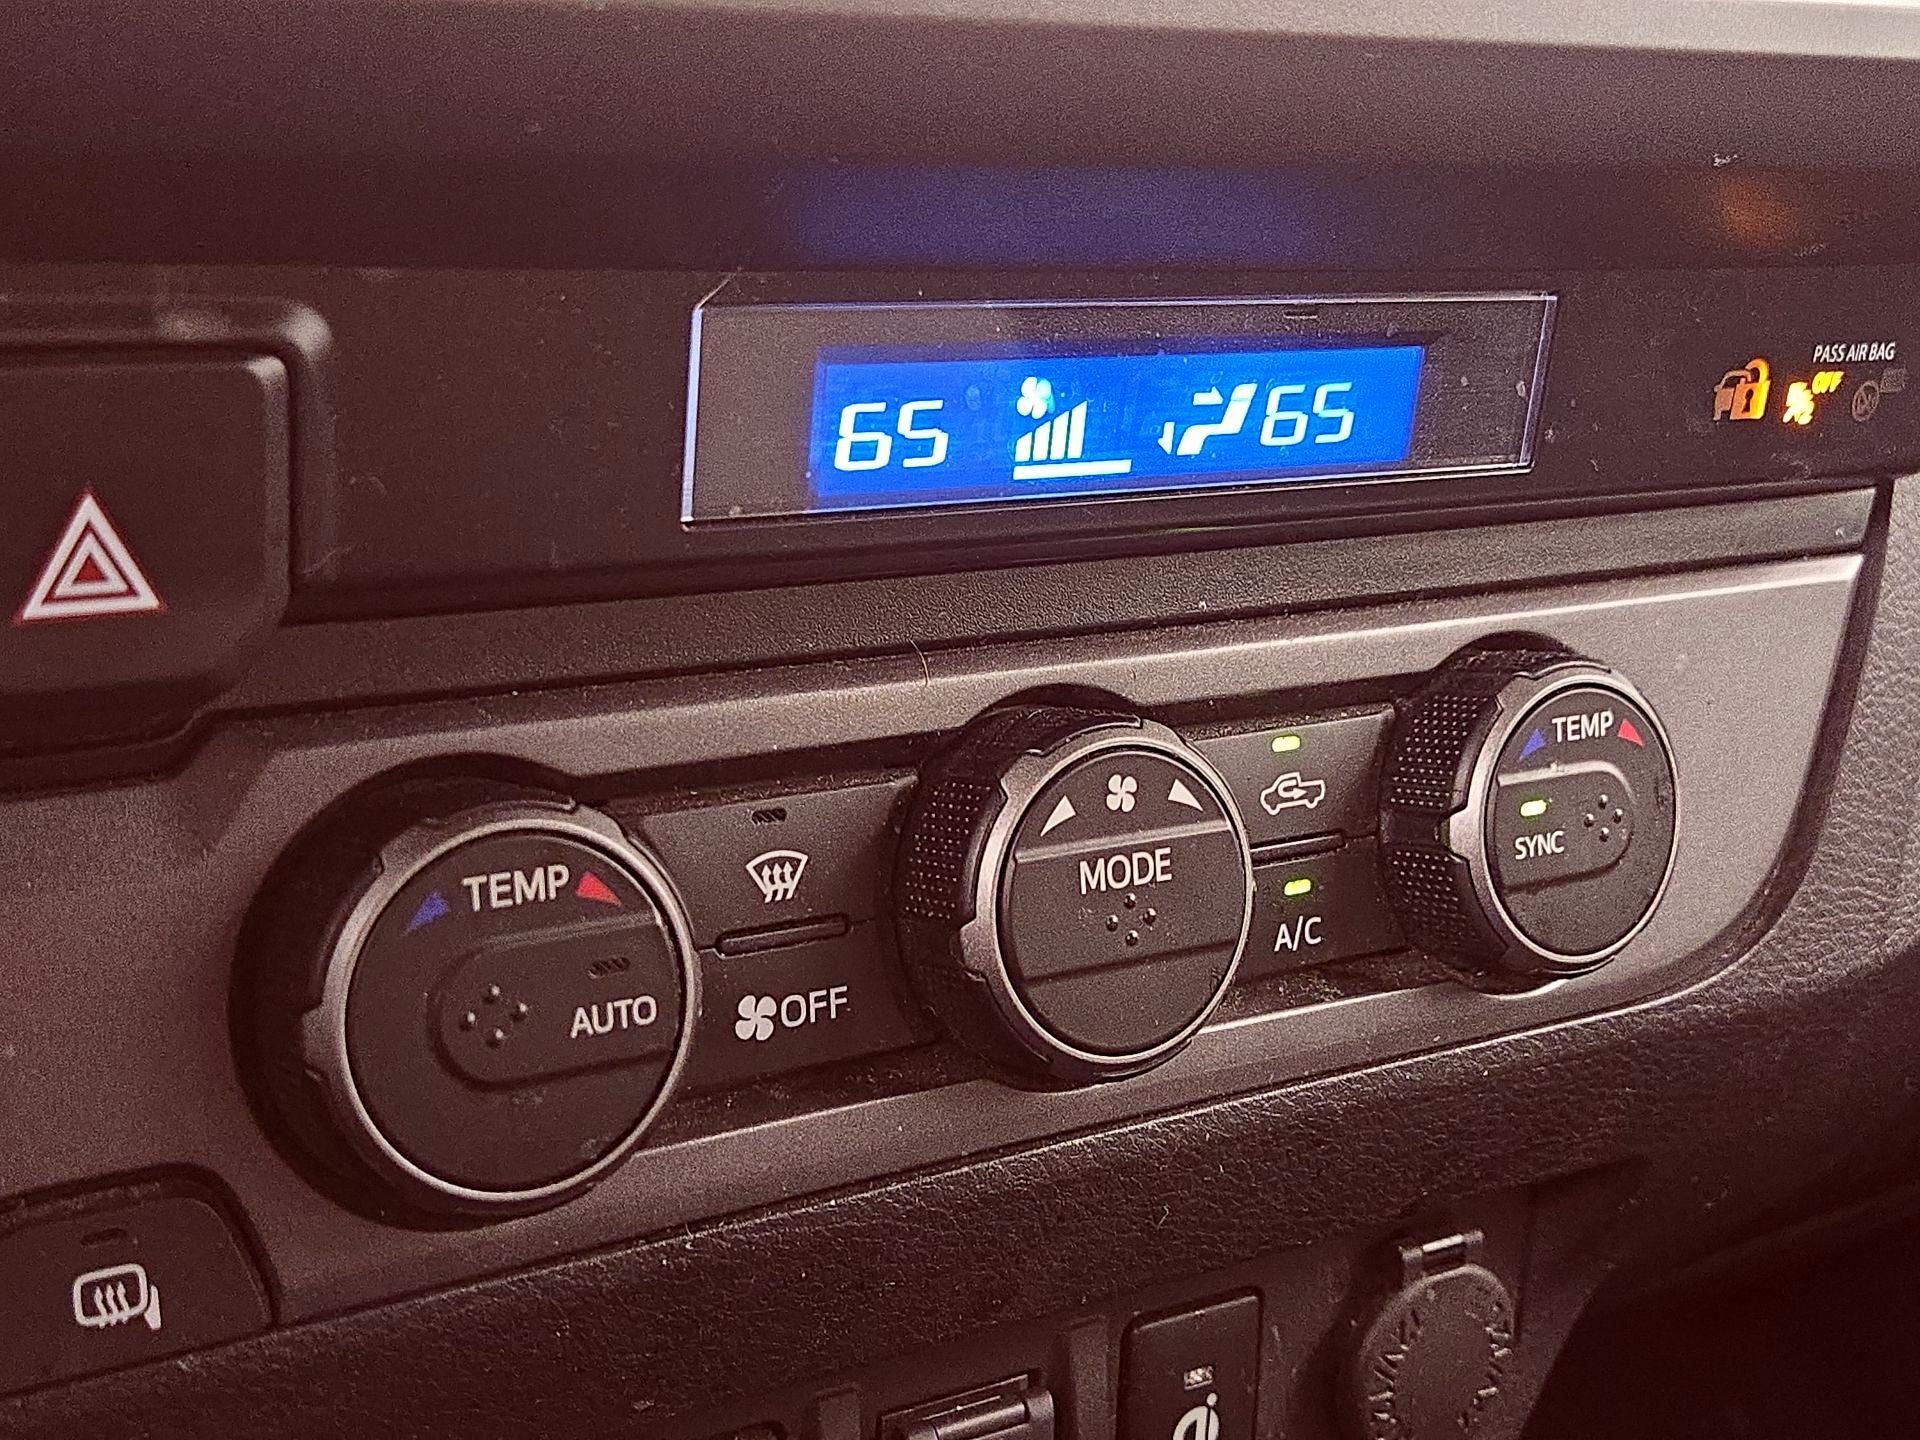 65 65
PASS AIR BAG
OFF
TEMP
AUTO
OFF
MODE
A/C
TEMP
SYNC